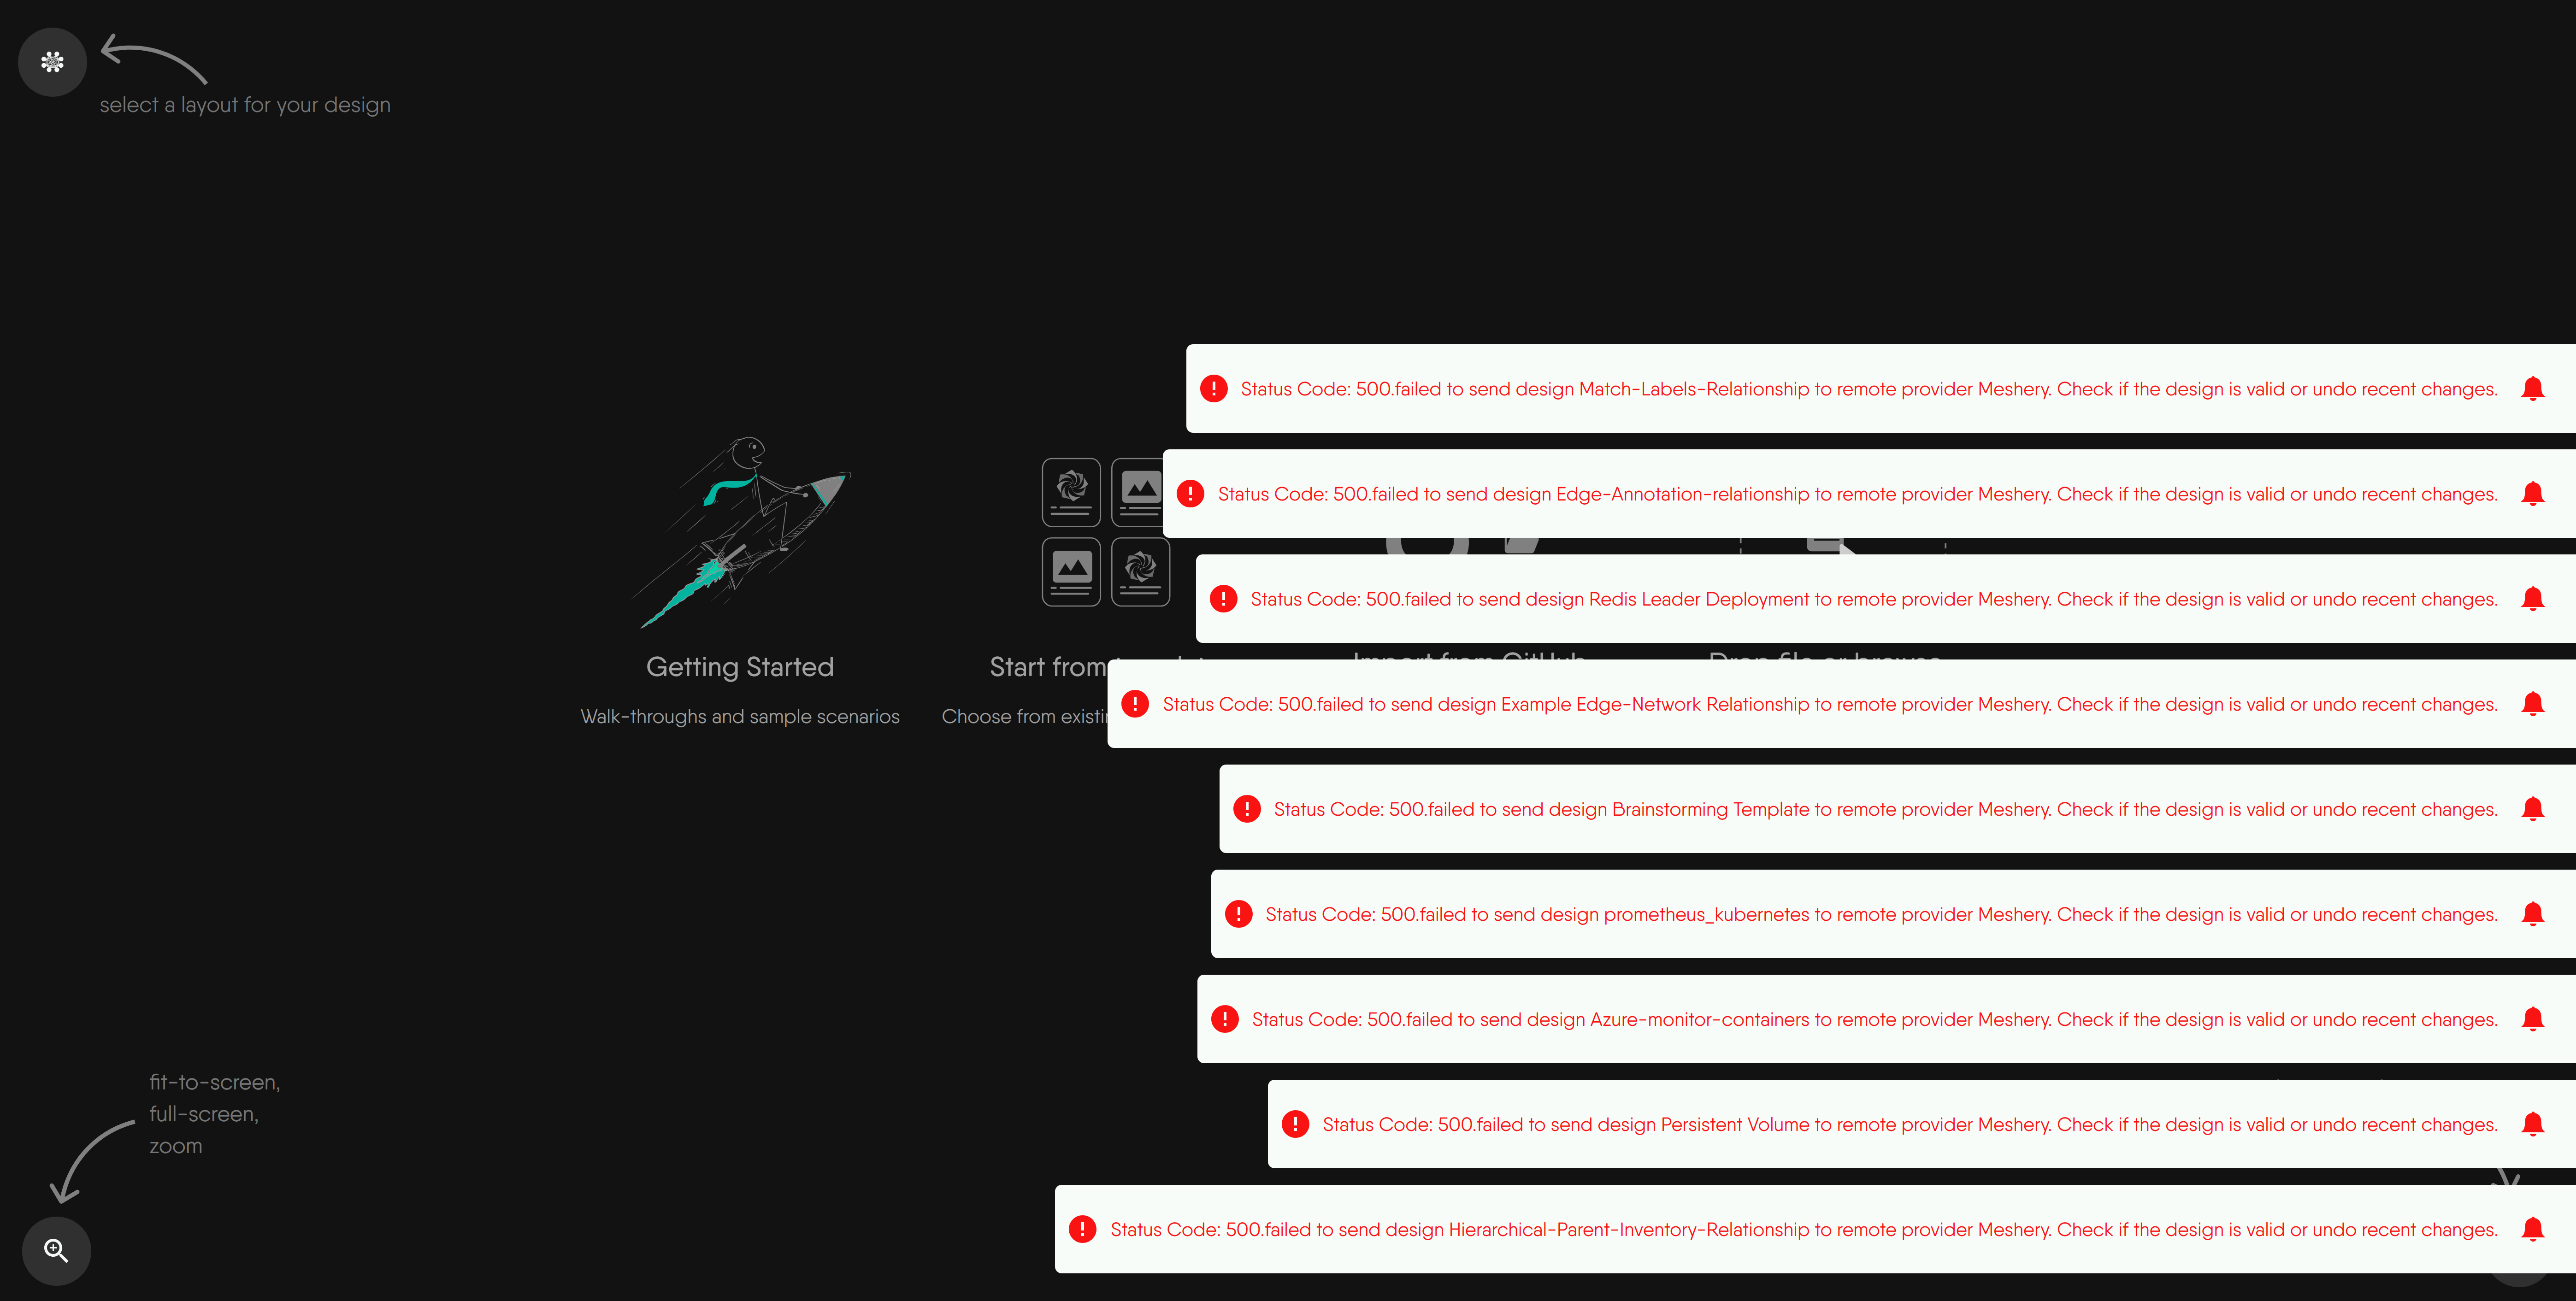 select a layout for your design
Status Code: 500.failed to send design Match-Labels-Relationship to remote provider Meshery. Check if the design is valid or undo recent changes.
Status Code: 500.failed to send design Edge-Annotation-relationship to remote provider Meshery. Check if the design is valid or undo recent changes.
Status Code: 500.failed to send design Redis Leader Deployment to remote provider Meshery. Check if the design is valid or undo recent changes.
Getting Started
Start from
Import from GitHub
Drop file or browse
Status Code: 500.failed to send design Example Edge-Network Relationship to remote provider Meshery. Check if the design is valid or undo recent changes.
Walk-throughs and sample scenarios
Choose from
Status Code: 500.failed to send design Brainstorming Template to remote provider Meshery. Check if the design is valid or undo recent changes.
Status Code: 500.failed to send design prometheus_kubernetes to remote provider Meshery. Check if the design is valid or undo recent changes.
Status Code: 500.failed to send design Azure-monitor-containers to remote provider Meshery. Check if the design is valid or undo recent changes.
fit-to-screen,
full-screen,
zoom
Status Code: 500.failed to send design Persistent Volume to remote provider Meshery. Check if the design is valid or undo recent changes.
Status Code: 500.failed to send design Hierarchical-Parent-Inventory-Relationship to remote provider Meshery. Check if the design is valid or undo recent changes.